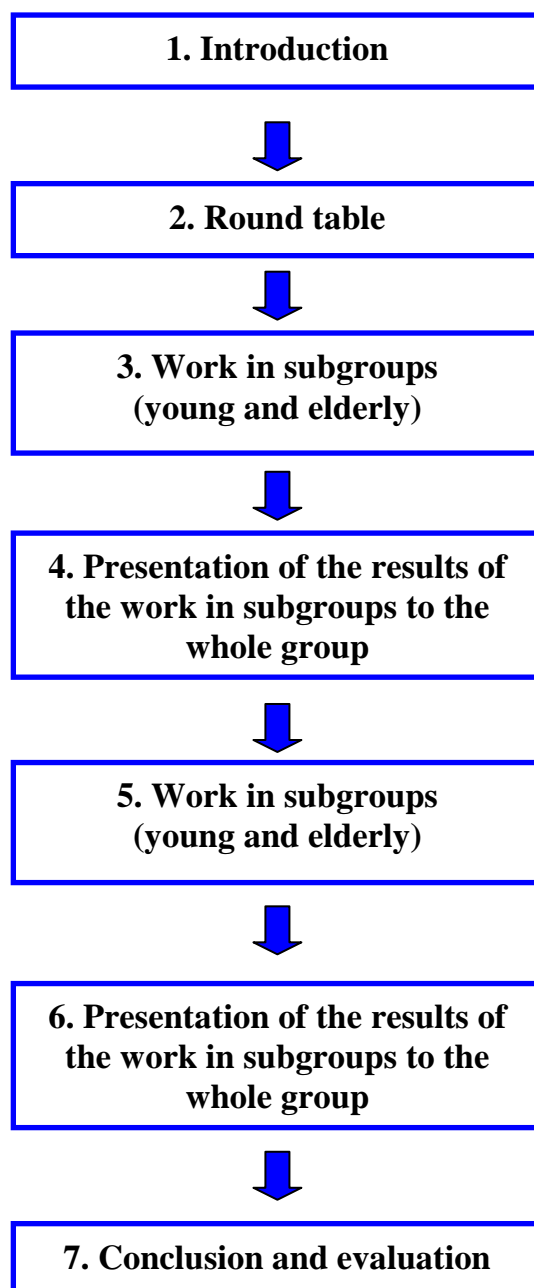 1. Introduction
2. Round table
3. Work in subgroups
(young and elderly)
4. Presentation of the results of
the work in subgroups to the
whole group
5. Work in subgroups
(young and elderly)
6. Presentation of the results of
the work in subgroups to the
whole group
7. Conclusion and evaluation